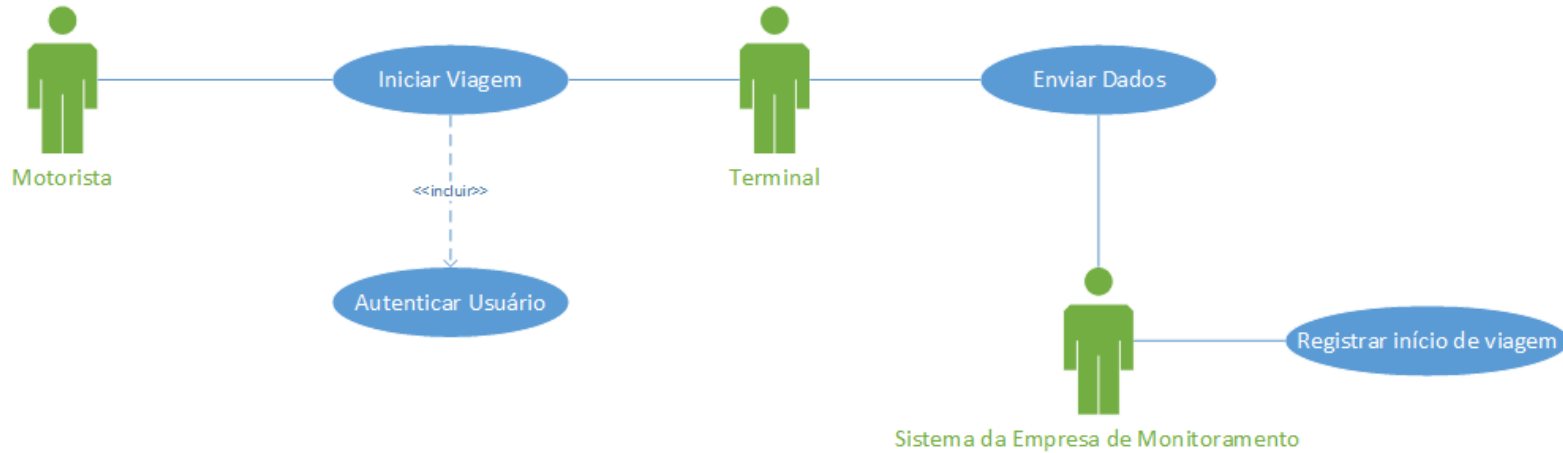 Iniciar Viagem
Enviar Dados
Motorista
Terminal
<<incluir>>
Autenticar Usuário
Registrar início de viagem
Sistema da Empresa de Monitoramento